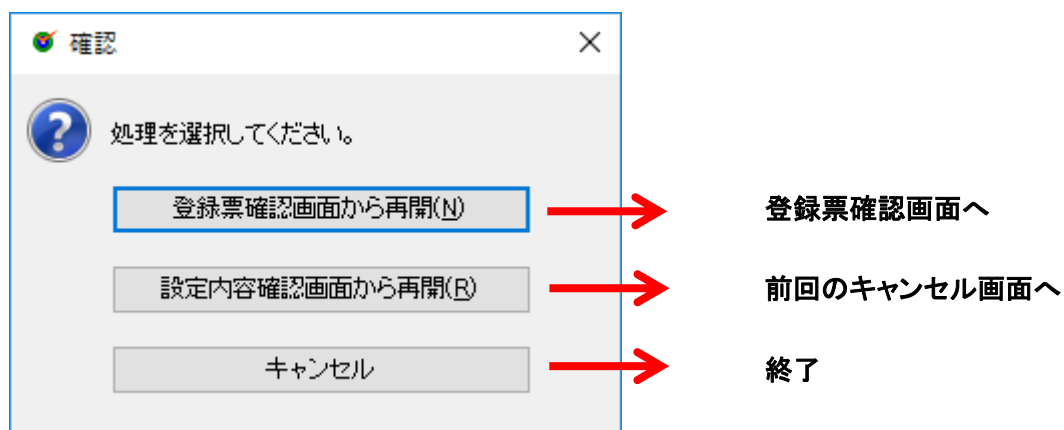 確認
処理を選択してください。
登録票確認画面から再開(N)
登録票確認画面へ
設定内容確認画面から再開(R)
前回のキャンセル画面へ
キャンセル
終了